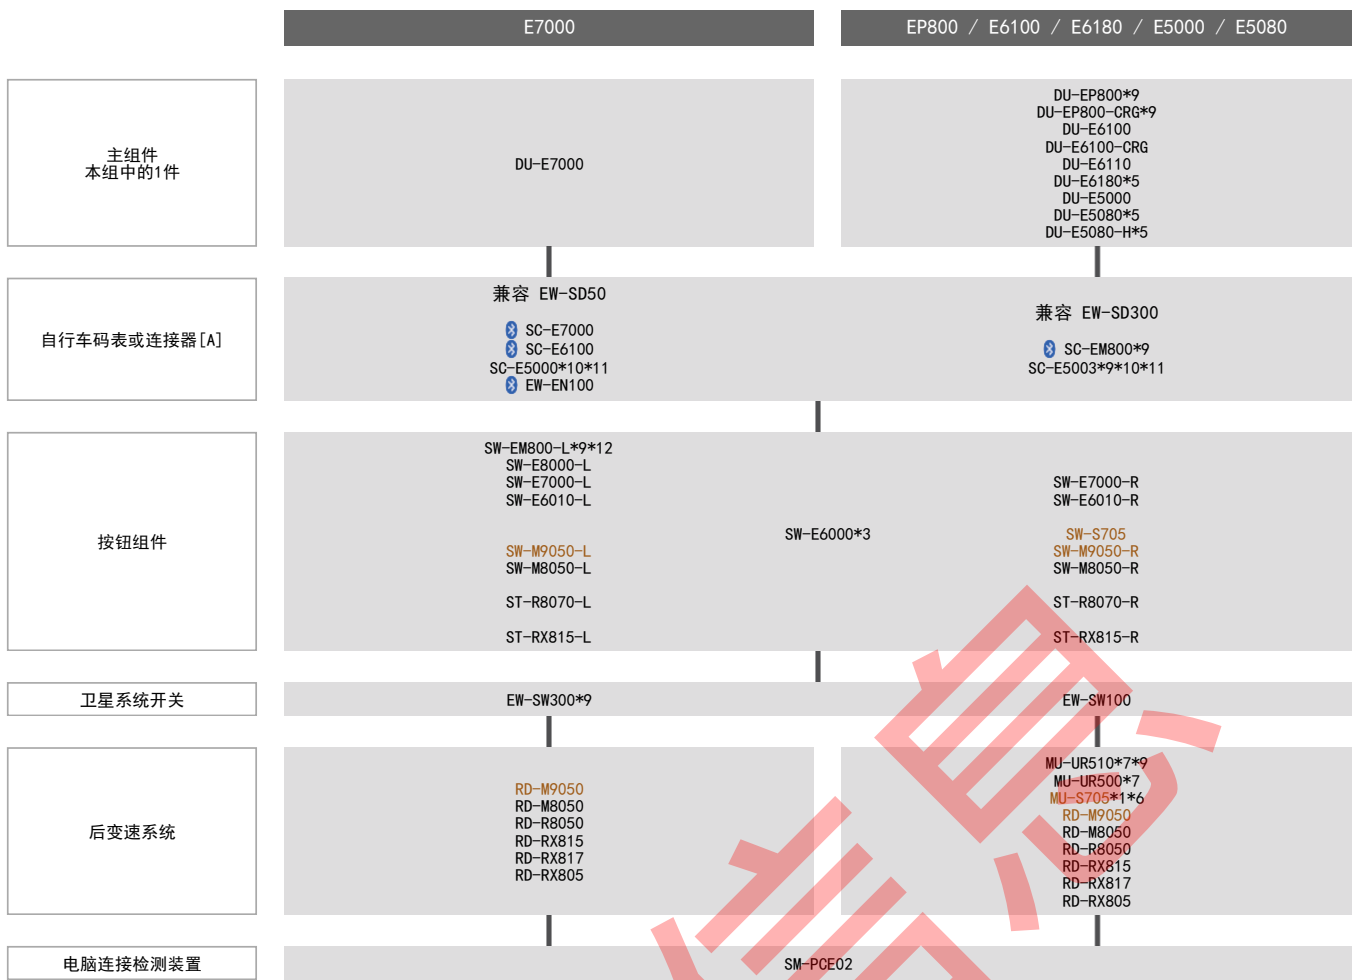 E7000
EP800 / E6100 / E6180 / E5000 / E5080
主组件
本组中的1件
DU-E7000
DU-EP800*9
DU-EP800-CRG*9
DU-E6100
DU-E6100-CRG
DU-E6110
DU-E6180*5
DU-E5000
DU-E5080*5
DU-E5080-H*5
自行车码表或连接器[A]
兼容 EW-SD50
SC-E7000
SC-E6100
SC-E5000*10*11
EW-EN100
兼容 EW-SD300
SC-EM800*9
SC-E5003*9*10*11
按钮组件
SW-EM800-L*9*12
SW-E8000-L
SW-E7000-L
SW-E6010-L
SW-M9050-L
SW-M8050-L
ST-R8070-L
ST-RX815-L
SW-E6000*3
SW-E7000-R
SW-E6010-R
SW-S705
SW-M9050-R
SW-M8050-R
ST-R8070-R
ST-RX815-R
卫星系统开关
EW-SW300*9
EW-SW100
后变速系统
RD-M9050
RD-M8050
RD-R8050
RD-RX815
RD-RX817
RD-RX805
MU-UR510*7*9
MU-UR500*7
MU-S705*1*6
RD-M9050
RD-M8050
RD-R8050
RD-RX815
RD-RX817
RD-RX805
电脑连接检测装置
SM-PCE02
信息